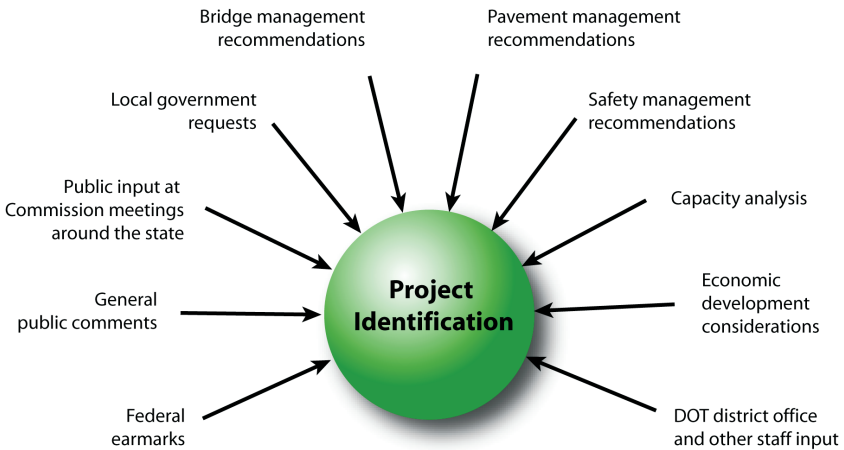 Bridge management
recommendations
Pavement management
recommendations
Local government
requests
Safety management
recommendations
Public input at
Commission meetings
around the state
Capacity analysis
General
public comments
Project
Identification
Economic
development
considerations
Federal
earmarks
DOT district office
and other staff input